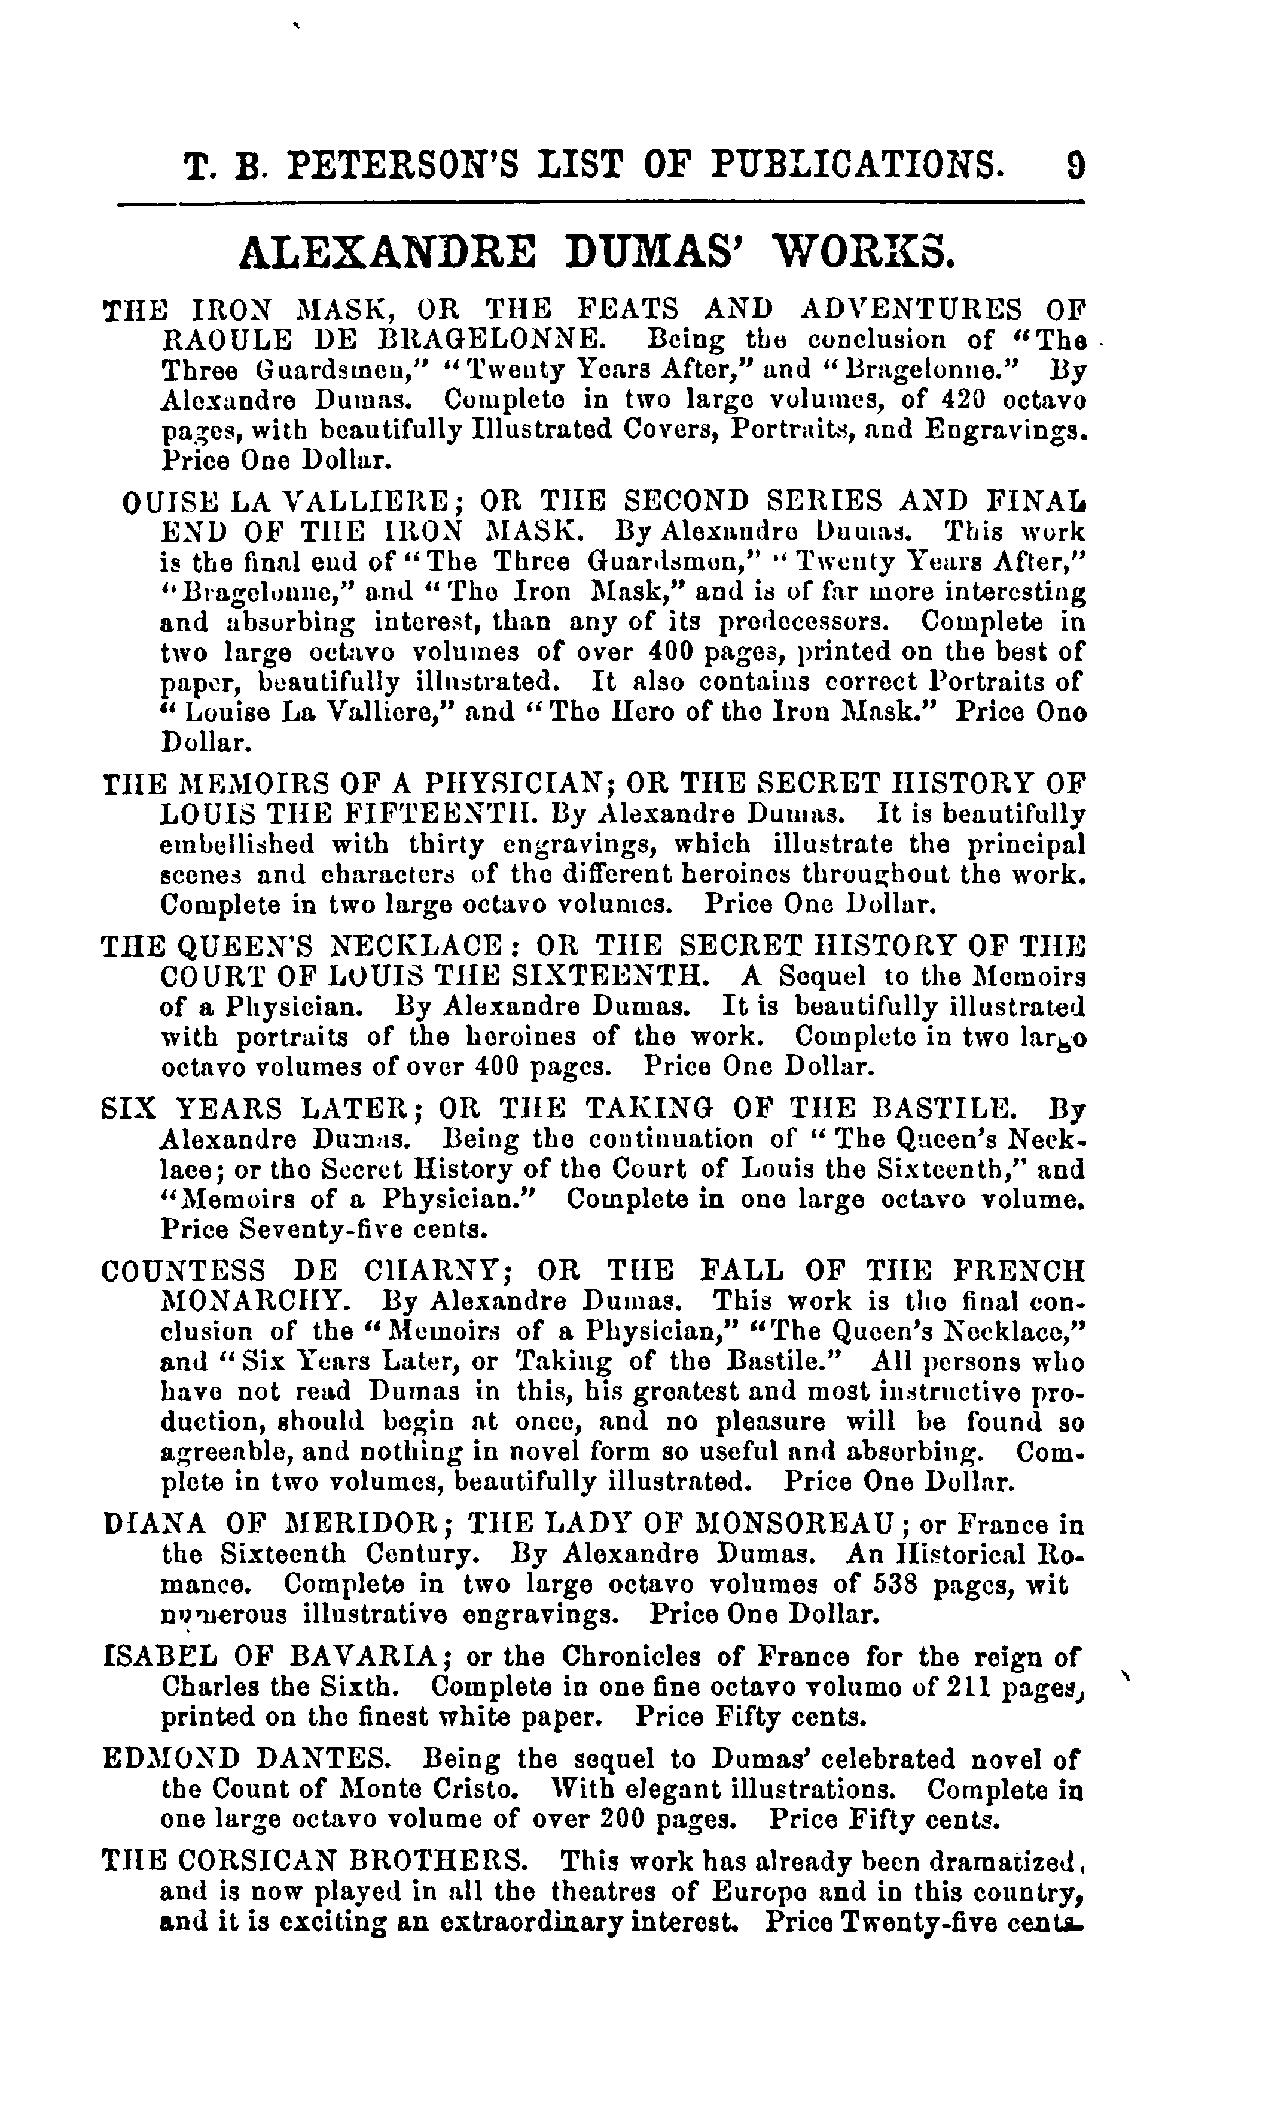 T. B. PETERSON'S LIST OF PUBLICATIONS. 9
ALEXANDRE DUMAS' WORKS.
THE IRON MASK, OR THE FEATS AND ADVENTURES OF
RAOULE DE BRAGELONNE. Being the conclusion of "The
Three Guardsmen," "Twenty Years After," and "Bragelonne." By
Alexandre Dumas. Complete in two large volumes, of 420 octavo
pages, with beautifully Illustrated Covers, Portraits, and Engravings.
Price One Dollar.
OUISE LA VALLIERE; OR THE SECOND SERIES AND FINAL
END OF THE IRON MASK. By Alexandre Dumas. This work
is the final end of "The Three Guardsmen," "Twenty Years After,"
"Bragelonne," and "The Iron Mask," and is of far more interesting
and absorbing interest, than any of its predecessors. Complete in
two large octavo volumes of over 400 pages, printed on the best of
paper, beautifully illustrated. It also contains correct Portraits of
"Louise La Valliere," and "The Hero of the Iron Mask." Price One
Dollar.
THE MEMOIRS OF A PHYSICIAN; OR THE SECRET HISTORY OF
LOUIS THE FIFTEENTH. By Alexandre Dumas. It is beautifully
embellished with thirty engravings, which illustrate the principal
scenes and characters of the different heroines throughout the work.
Complete in two large octavo volumes. Price One Dollar.
THE QUEEN'S NECKLACE: OR THE SECRET HISTORY OF THE
COURT OF LOUIS THE SIXTEENTH. A Sequel to the Memoirs
of a Physician. By Alexandre Dumas. It is beautifully illustrated
with portraits of the heroines of the work. Complete in two large
octavo volumes of over 400 pages. Price One Dollar.
SIX YEARS LATER; OR THE TAKING OF THE BASTILE. By
Alexandre Dumas. Being the continuation of "The Queen's Neck-
lace; or the Secret History of the Court of Louis the Sixteenth," and
"Memoirs of a Physician." Complete in one large octavo volume.
Price Seventy-five cents.
COUNTESS DE CHARNY; OR THE FALL OF THE FRENCH
MONARCHY. By Alexandre Dumas. This work is the final con-
clusion of the "Memoirs of a Physician," "The Queen's Necklace,"
and "Six Years Later, or Taking of the Bastile." All persons who
have not read Dumas in this, his greatest and most instructive pro-
duction, should begin at once, and no pleasure will be found so
agreeable, and nothing in novel form so useful and absorbing. Com-
plete in two volumes, beautifully illustrated. Price One Dollar.
DIANA OF MERIDOR; THE LADY OF MONSOREAU; or France in
the Sixteenth Century. By Alexandre Dumas. An Historical Ro-
mance. Complete in two large octavo volumes of 538 pages, wit
numerous illustrative engravings. Price One Dollar.
ISABEL OF BAVARIA; or the Chronicles of France for the reign of
Charles the Sixth. Complete in one fine octavo volume of 211 pages,
printed on the finest white paper. Price Fifty cents.
EDMOND DANTES. Being the sequel to Dumas' celebrated novel of
the Count of Monte Cristo. With elegant illustrations. Complete in
one large octavo volume of over 200 pages. Price Fifty cents.
THE CORSICAN BROTHERS. This work has already been dramatized,
and is now played in all the theatres of Europe and in this country,
and it is exciting an extraordinary interest. Price Twenty-five cents.